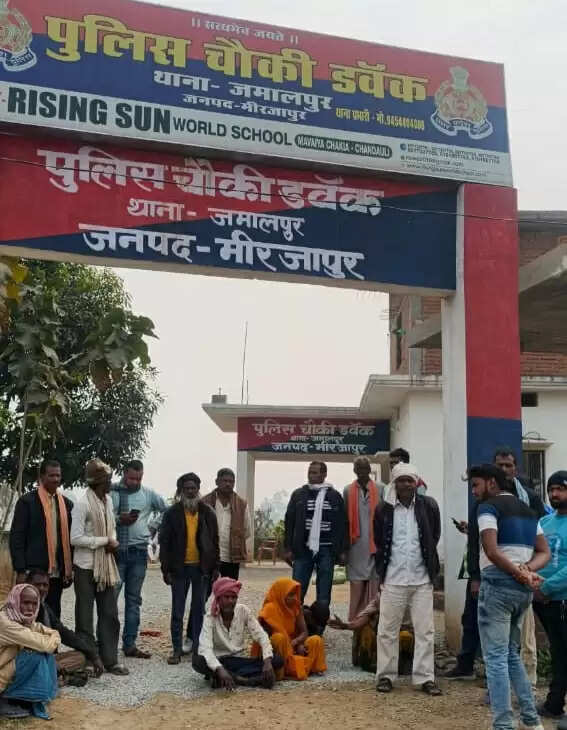 ।। सत्यमेव जयते ।।
पुलिस चौकी डवॅक
थाना- जमालपुर
जनपद- मीरजापुर
थाना प्रभारी - मो.
RISING SUN WORLD SCHOOL MAVAIYA CHAKIA - CHANDAULI
पुलिस चौकी डवॅक
थाना- जमालपुर
जनपद-मीरजापुर
पुलिस चौकी डवॅक
थाना-जमालपुर
जनपद-मीरजापुर